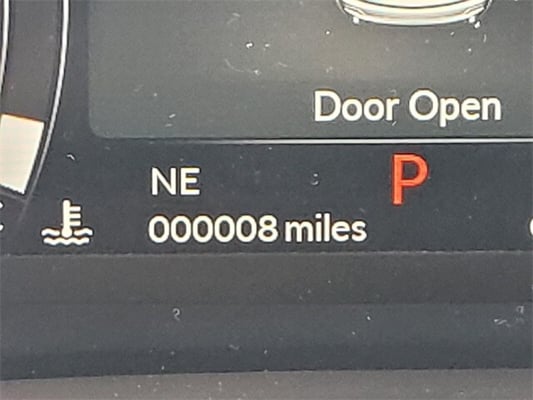 Door Open
NE
P
000008 miles